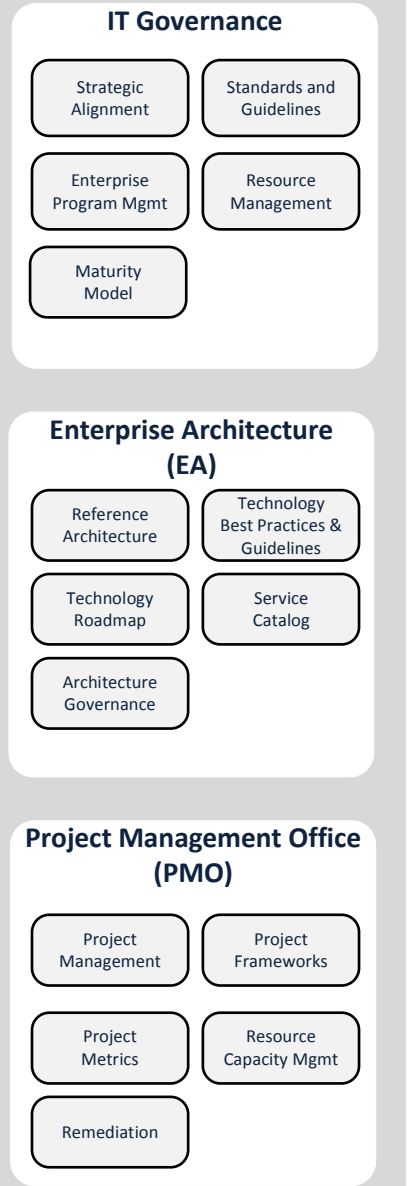 IT Governance
Strategic
Alignment
Standards and
Guidelines
Enterprise
Program Mgmt
Resource
Management
Maturity
Model
Enterprise Architecture
(EA)
Reference
Architecture
Technology
Best Practices &
Guidelines
Technology
Roadmap
Service
Catalog
Architecture
Governance
Project Management Office
(PMO)
Project
Management
Project
Frameworks
Project
Metrics
Resource
Capacity Mgmt
Remediation